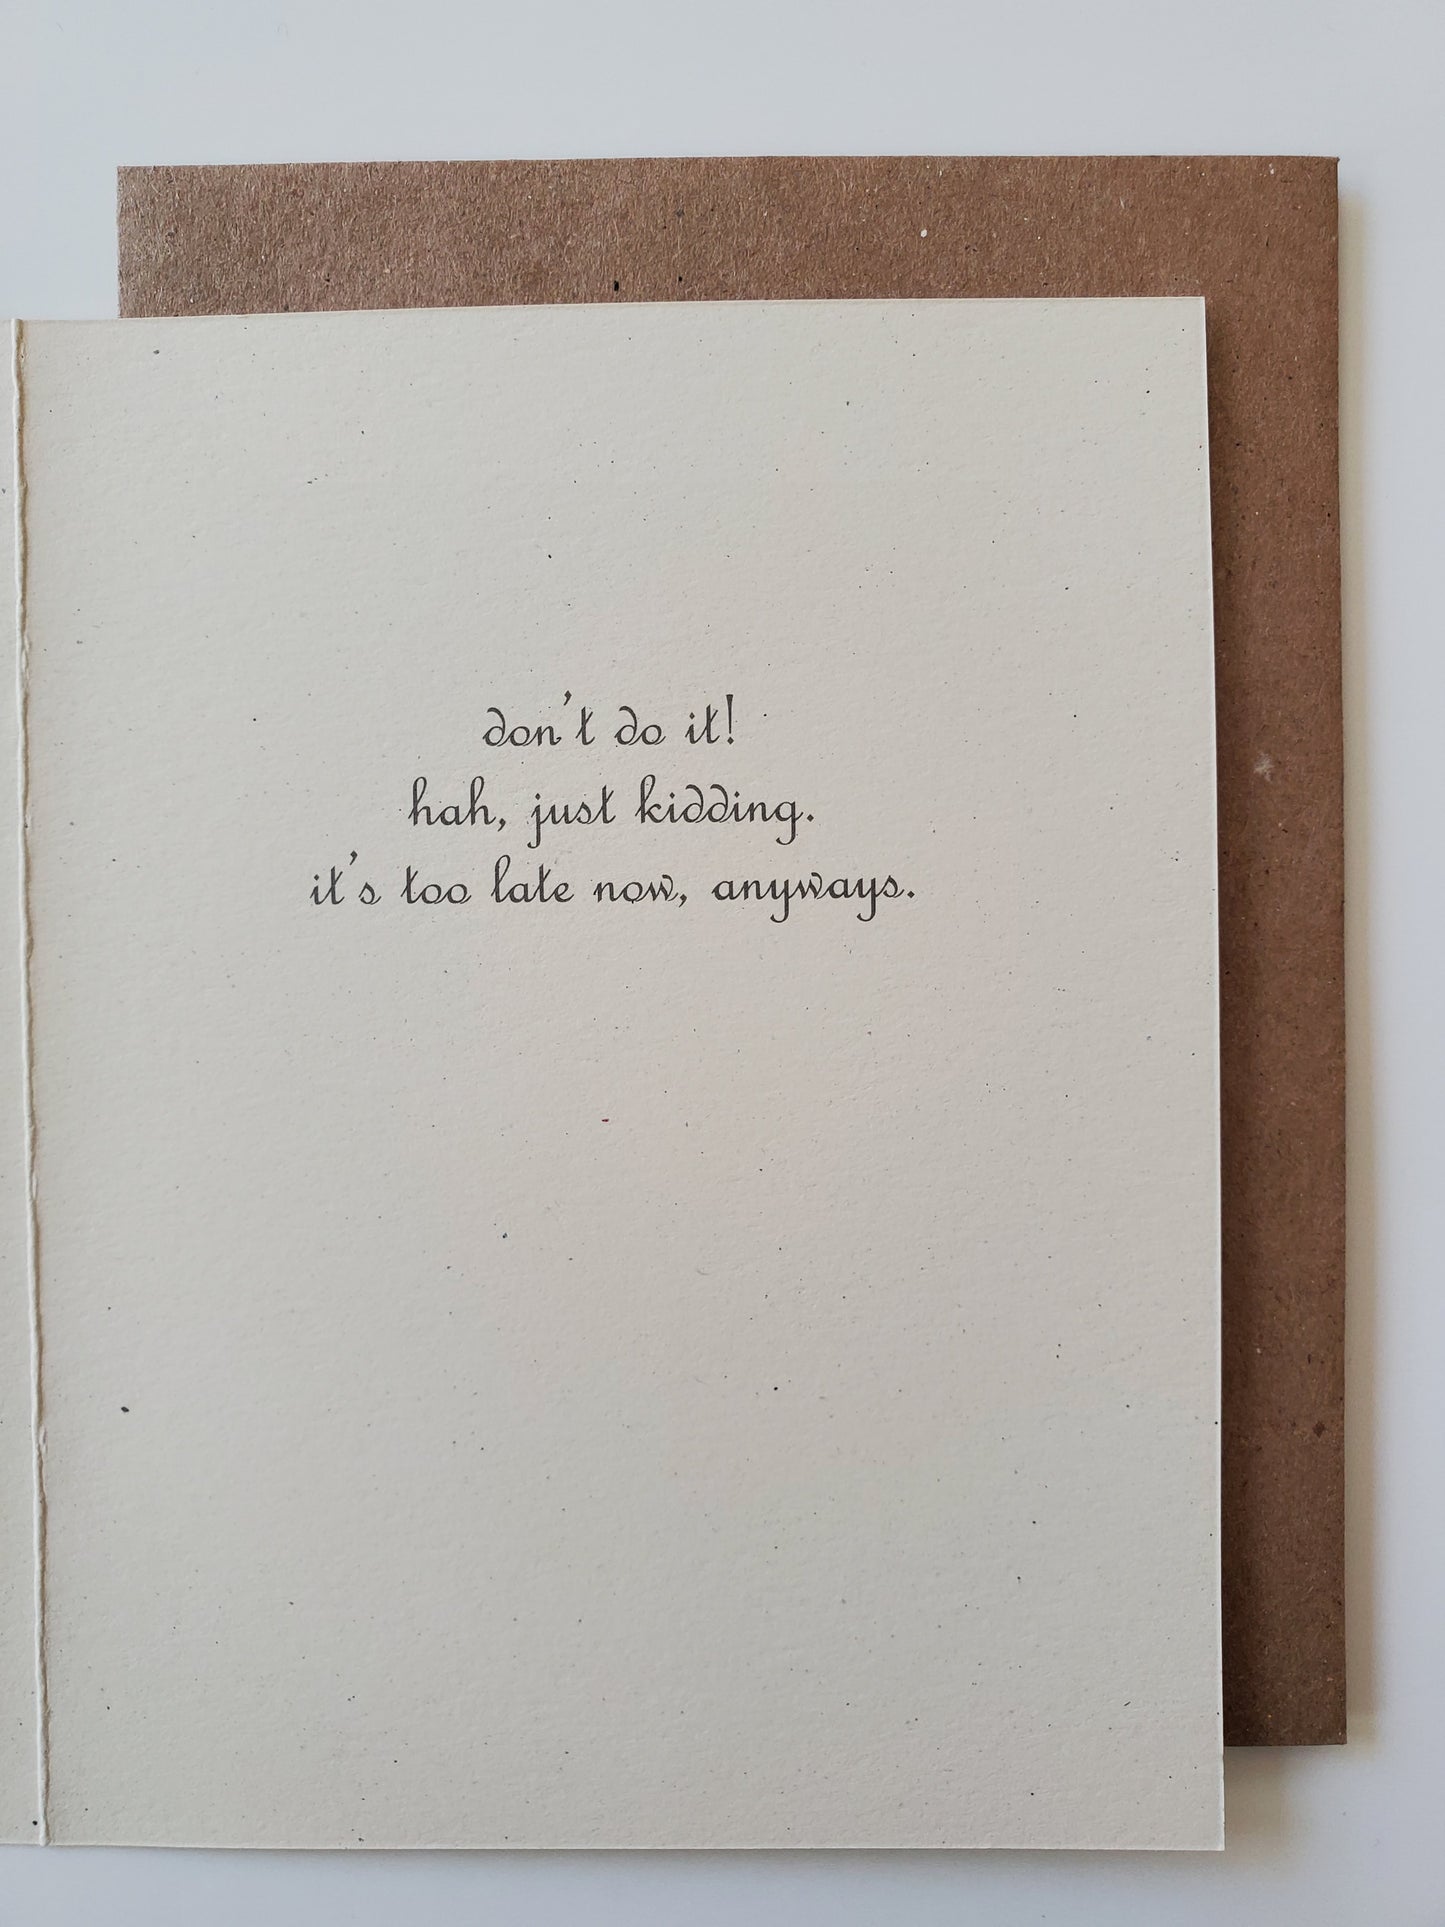 don't do it!
hah, just kidding.
it's too late now, anyways.